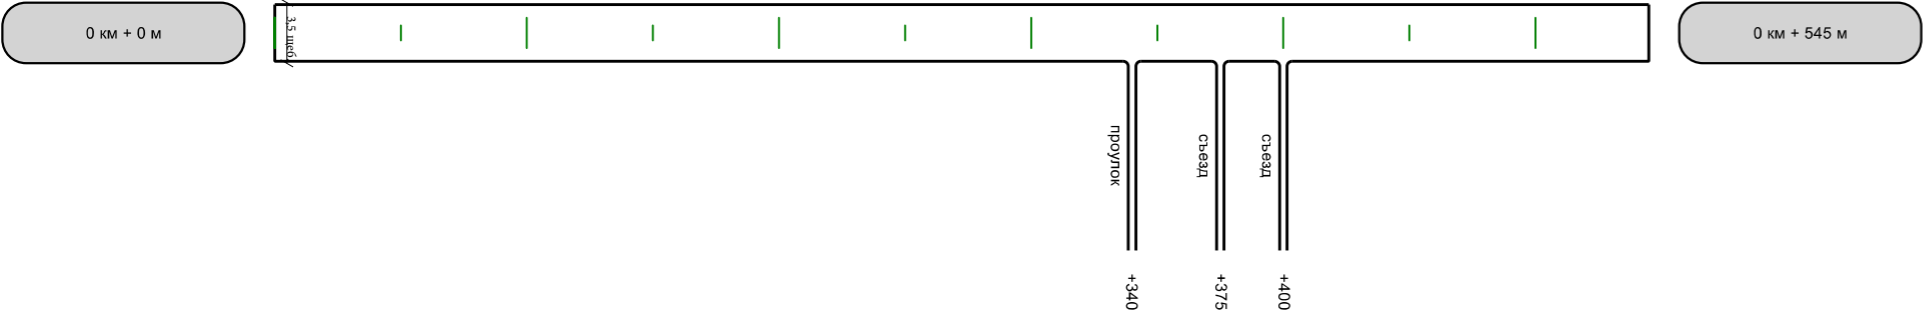 0 км + 0 м
3,5 щеб.
0 км + 545 м
проулок
съезд
съезд
+340
+375
+400